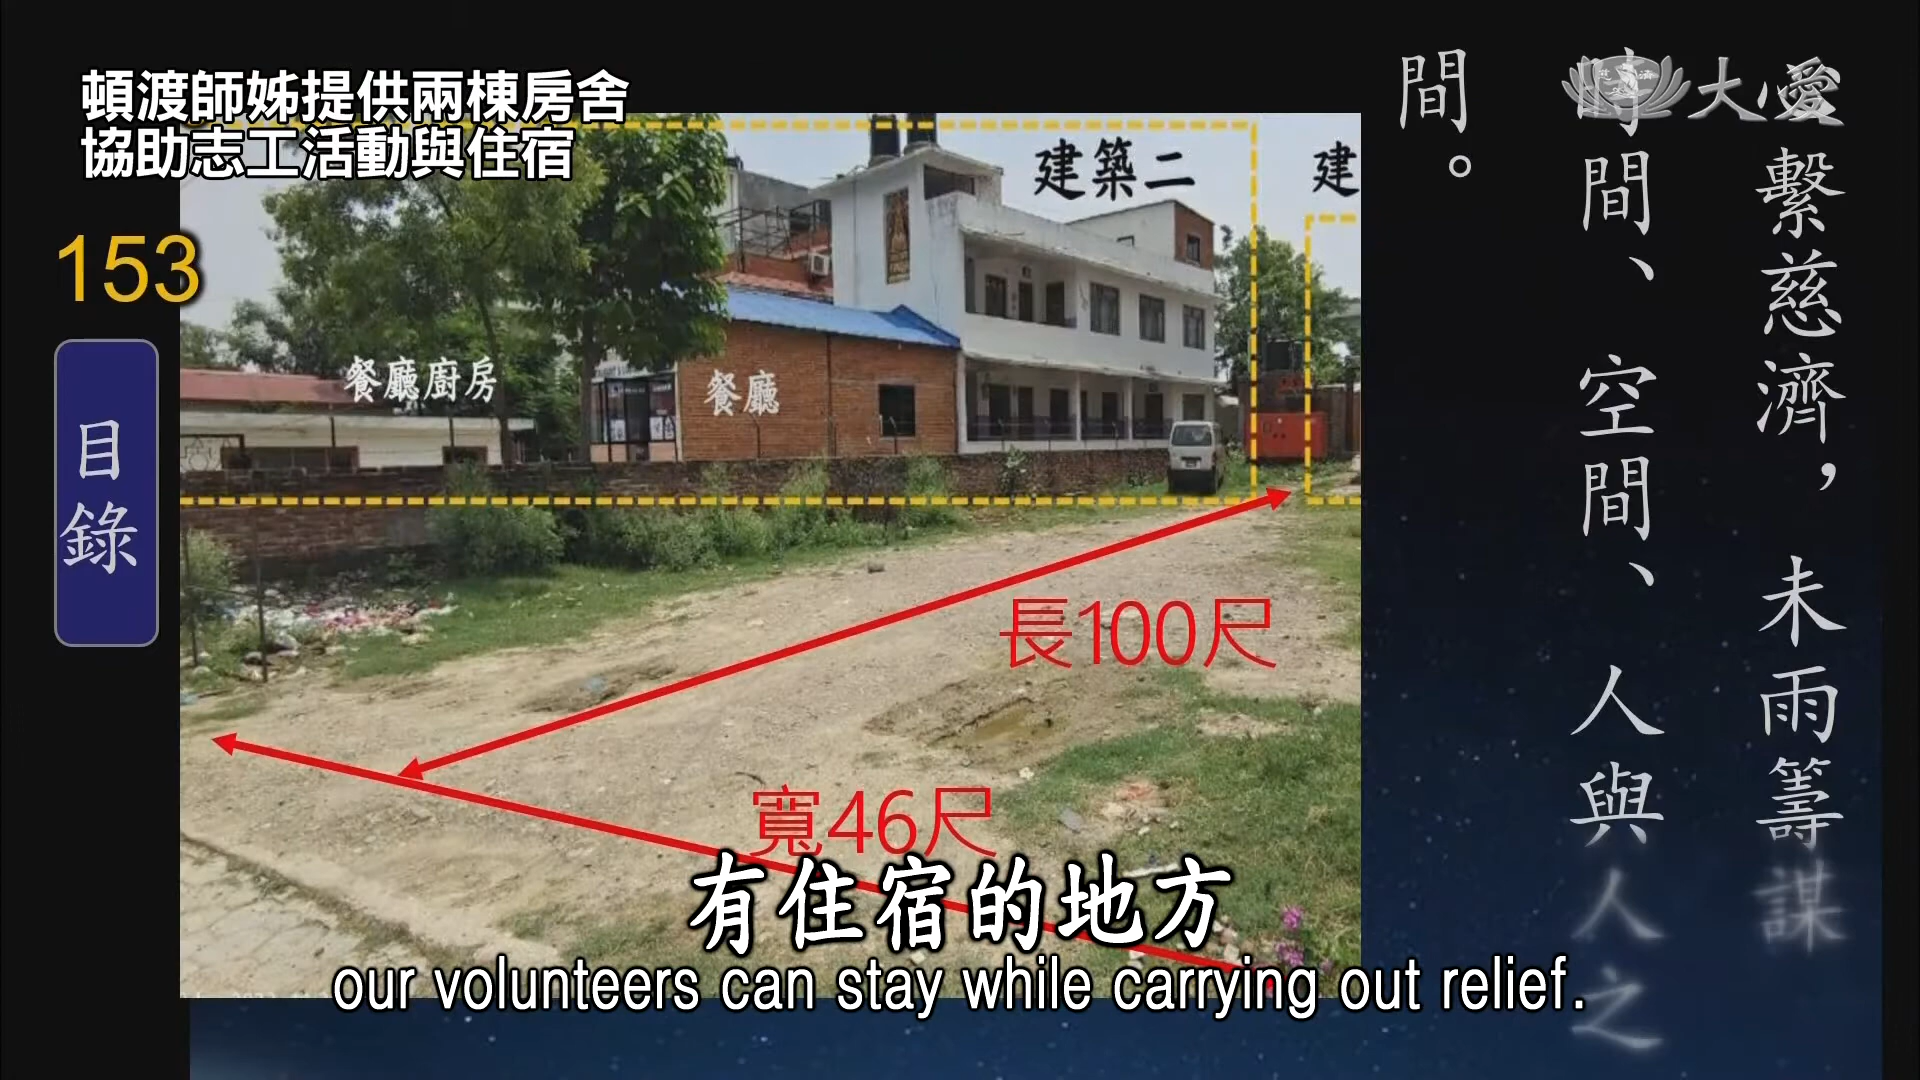 頓渡師姊提供兩棟房舍
協助志工活動與住宿
153
目錄
建築二
建
餐廳廚房
餐廳
長100尺
寬46尺
大愛
繫慈濟，未雨籌謀
時間、空間、人與人之
間。
有住宿的地方
our volunteers can stay while carrying out relief.